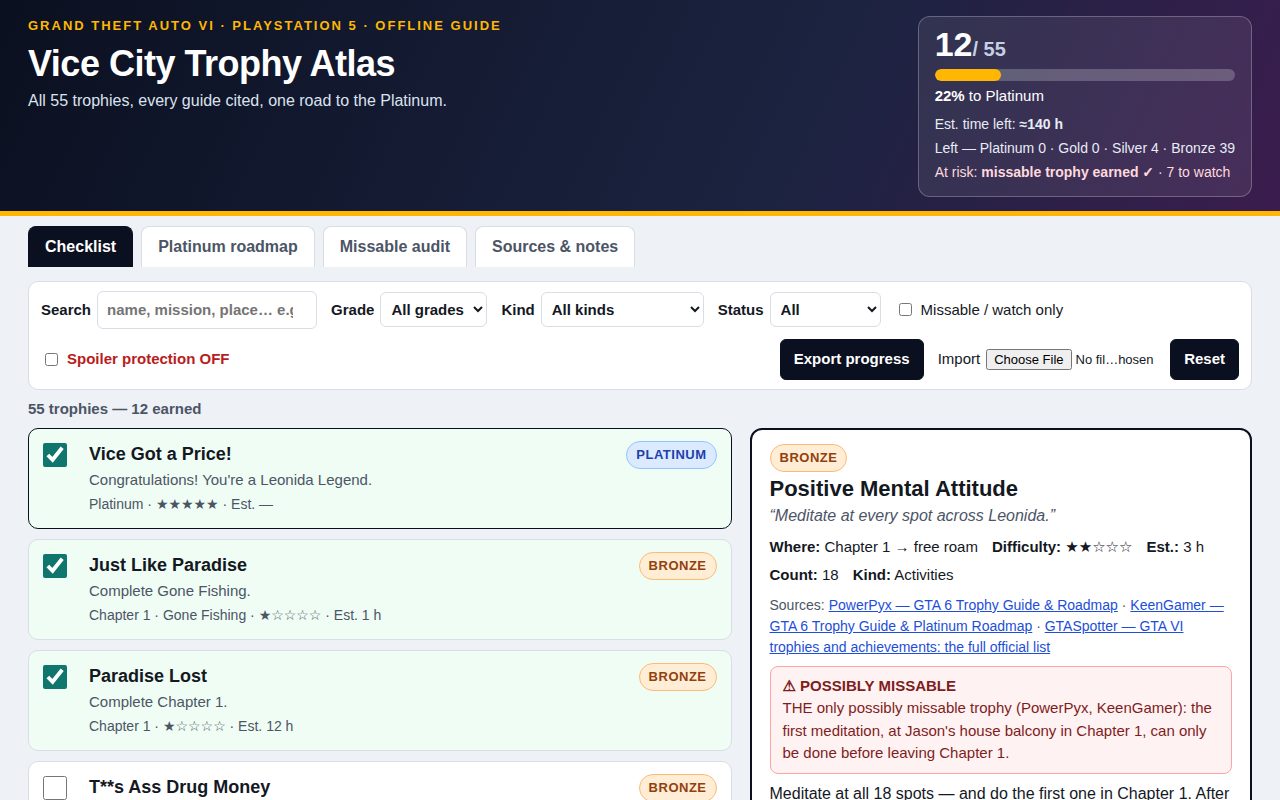 GRAND THEFT AUTO VI · PLAYSTATION 5 · OFFLINE GUIDE
Vice City Trophy Atlas
All 55 trophies, every guide cited, one road to the Platinum.
12/ 55
22% to Platinum
Est. time left: ≈140 h
Left — Platinum 0 · Gold 0 · Silver 4 · Bronze 39
At risk: missable trophy earned ✓ · 7 to watch
Checklist
Platinum roadmap
Missable audit
Sources & notes
Search name, mission, place… e.g Grade All grades Kind All kinds Status All Missable / watch only
Spoiler protection OFF Export progress Import Choose File No fil…hosen Reset
55 trophies — 12 earned
Vice Got a Price! PLATINUM
Congratulations! You're a Leonida Legend.
Platinum · ★★★★★ · Est. —
Just Like Paradise BRONZE
Complete Gone Fishing.
Chapter 1 · Gone Fishing · ★☆☆☆☆ · Est. 1 h
Paradise Lost BRONZE
Complete Chapter 1.
Chapter 1 · ★☆☆☆☆ · Est. 12 h
T**s Ass Drug Money BRONZE
BRONZE
Positive Mental Attitude
“Meditate at every spot across Leonida.”
Where: Chapter 1 → free roam Difficulty: ★★☆☆☆ Est.: 3 h
Count: 18 Kind: Activities
Sources: PowerPyx — GTA 6 Trophy Guide & Roadmap · KeenGamer —
GTA 6 Trophy Guide & Platinum Roadmap · GTASpotter — GTA VI
trophies and achievements: the full official list
⚠ POSSIBLY MISSABLE
THE only possibly missable trophy (PowerPyx, KeenGamer): the
first meditation, at Jason's house balcony in Chapter 1, can only
be done before leaving Chapter 1.
Meditate at all 18 spots — and do the first one in Chapter 1. After